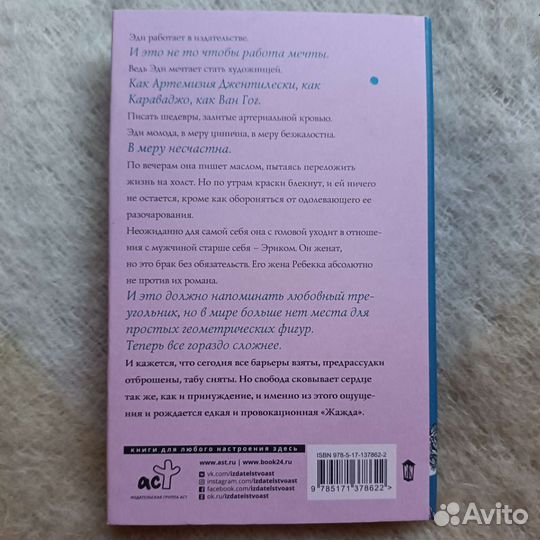 Эди работает в издательстве.
И это не то чтобы работа мечты.
Ведь Эди мечтает стать художницей.
Как Артемизия Джентилески, как
Караваджо, как Ван Гог.
Писать шедевры, залитые артериальной кровью.
Эди молода, в меру цинична, в меру безжалостна.
В меру несчастна.
По вечерам она пишет маслом, пытаясь переложить
жизнь на холст. Но по утрам краски блекнут, и ей ничего
не остается, кроме как обороняться от одолевающего ее
разочарования.
Неожиданно для самой себя она с головой уходит в отноше-
ния с мужчиной старше себя – Эриком. Он женат,
но это брак без обязательств. Его жена Ребекка абсолютно
не против их романа.
И это должно напоминать любовный тре-
угольник, но в мире больше нет места для
простых геометрических фигур.
Теперь все гораздо сложнее.
И кажется, что сегодня все барьеры взяты, предрассудки
отброшены, табу сняты. Но свобода сковывает сердце
так же, как и принуждение, и именно из этого ощуще-
ния и рождается едкая и провокационная «Жажда».
книги для любого настроения здесь
аст
ИЗДАТЕЛЬСКАЯ ГРУППА АСТ
www.ast.ru | www.book24.ru
vk.com/izdatelstvoast
instagram.com/izdatelstvoast
facebook.com/izdatelstvoast
ok.ru/izdatelstvoast
ISBN 978-5-17-137862-2
9 785171 378622 >
Avito